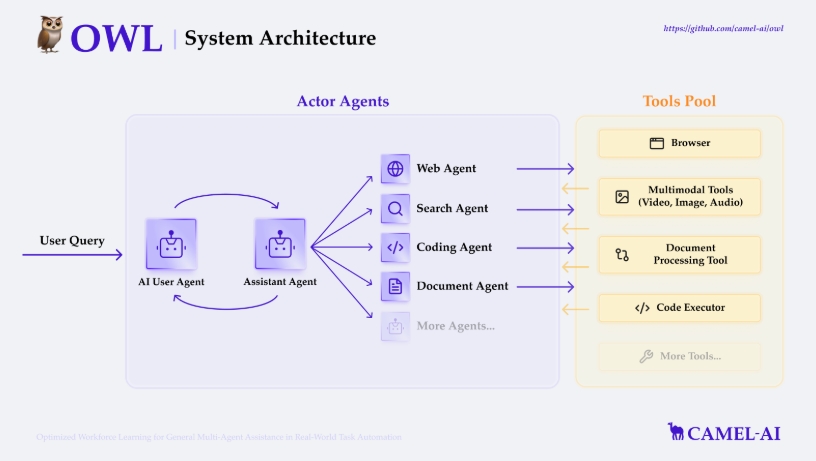 OWL | System Architecture
https://github.com/camel-ai/owl
Actor Agents
Tools Pool
User Query
AI User Agent
Assistant Agent
Web Agent
Search Agent
Coding Agent
Document Agent
More Agents...
Browser
Multimodal Tools
(Video, Image, Audio)
Document
Processing Tool
Code Executor
More Tools...
Optimized Workforce Learning for General Multi-Agent Assistance in Real-World Task Automation
CAMEL-AI